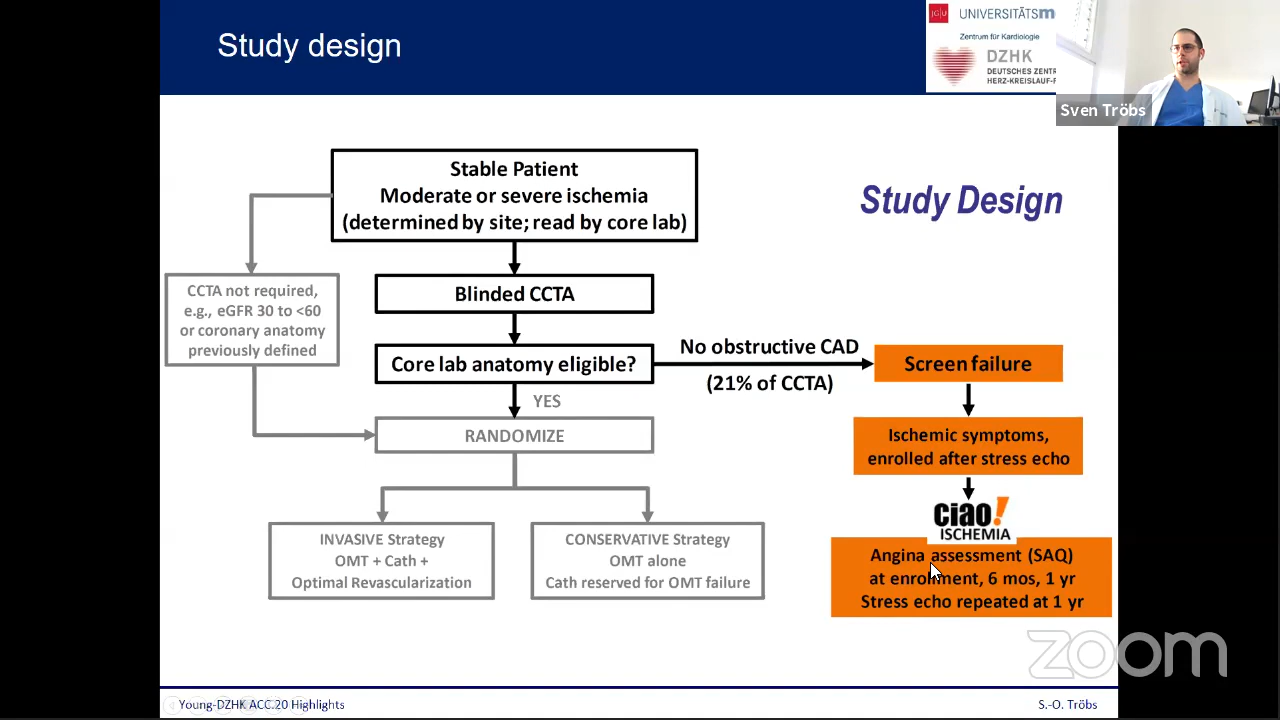 Study design
JG|U UNIVERSITÄTSm
Zentrum für Kardiologie
DZHK
DEUTSCHES ZENTR
HERZ-KREISLAUF-F
Sven Tröbs
Stable Patient
Moderate or severe ischemia
(determined by site; read by core lab)
Study Design
CCTA not required,
e.g., eGFR 30 to <60
or coronary anatomy
previously defined
Blinded CCTA
Core lab anatomy eligible?
No obstructive CAD
(21% of CCTA)
Screen failure
YES
RANDOMIZE
Ischemic symptoms,
enrolled after stress echo
ciao!
ISCHEMIA
INVASIVE Strategy
OMT + Cath +
Optimal Revascularization
CONSERVATIVE Strategy
OMT alone
Cath reserved for OMT failure
Angina assessment (SAQ)
at enrollment, 6 mos, 1 yr
Stress echo repeated at 1 yr
zoom
Young-DZHK ACC.20 Highlights
S.-O. Tröbs